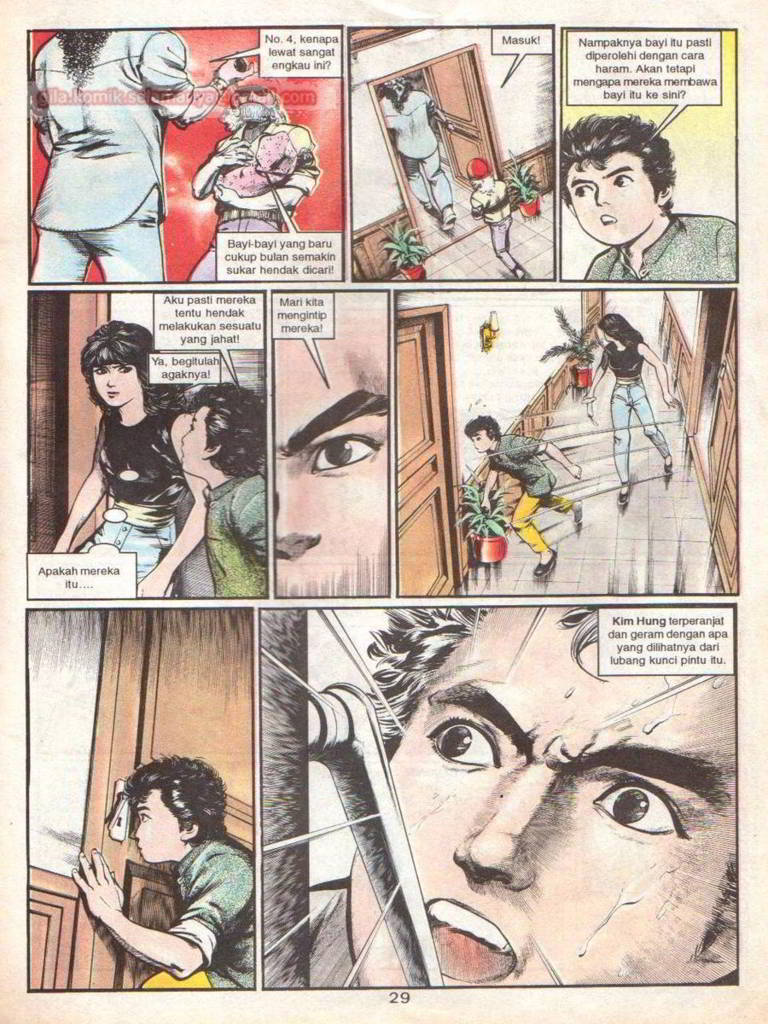 No. 4, kenapa
lewat sangat
engkau ini?
Bayi-bayi yang baru
cukup bulan semakin
sukar hendak dicari!
Masuk!
Nampaknya bayi itu pasti
diperolehi dengan cara
haram. Akan tetapi
mengapa mereka membawa
bayi itu ke sini?
Aku pasti mereka
tentu hendak
melakukan sesuatu
yang jahat!
Ya, begitulah
agaknya!
Apakah mereka
itu....
Mari kita
mengintip
mereka!
Kim Hung terperanjat
dan geram dengan apa
yang dilihatnya dari
lubang kunci pintu itu.
29